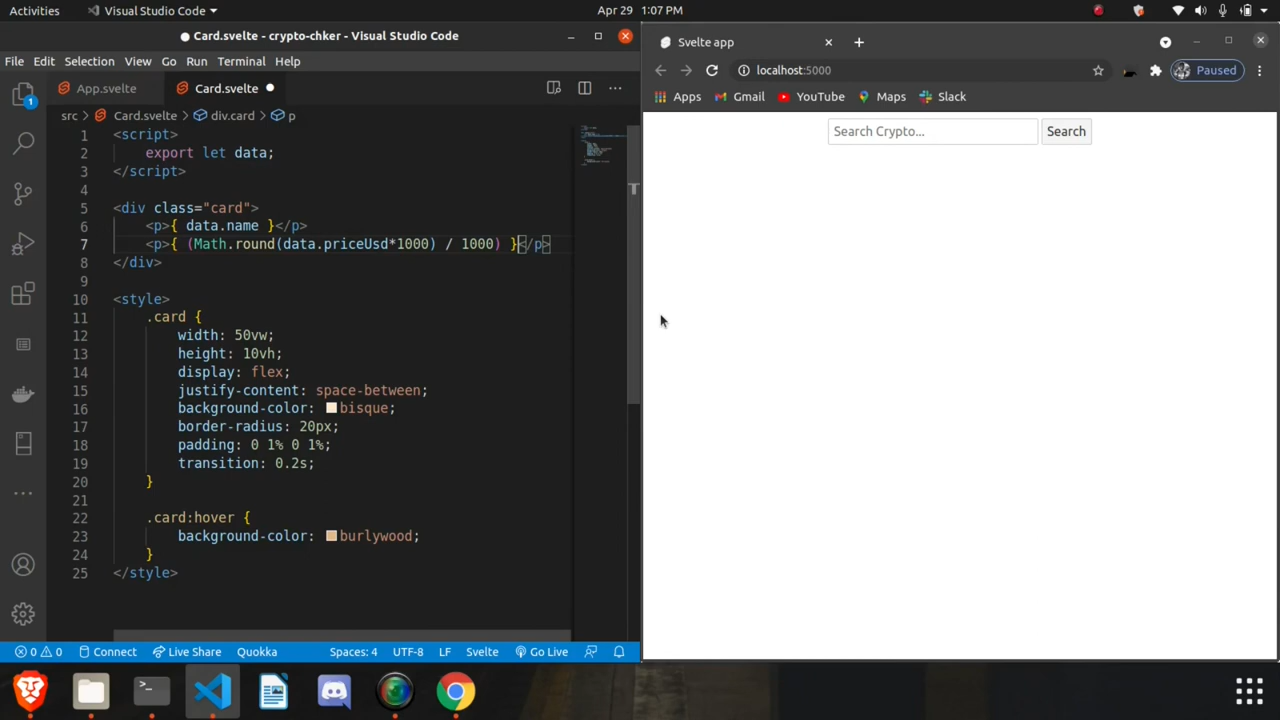 Activities
Visual Studio Code
Apr 29 1:07 PM
Card.svelte - crypto-chker - Visual Studio Code
File Edit Selection View Go Run Terminal Help
App.svelte
Card.svelte
src > Card.svelte > div.card > p
1 <script>
2 export let data;
3 </script>
4
5 <div class="card">
6 <p>{ data.name }</p>
7 <p>{ (Math.round(data.priceUsd*1000) / 1000) }</p>
8 </div>
9
10 <style>
11 .card {
12 width: 50vw;
13 height: 10vh;
14 display: flex;
15 justify-content: space-between;
16 background-color: bisque;
17 border-radius: 20px;
18 padding: 0 1% 0 1%;
19 transition: 0.2s;
20 }
21
22 .card:hover {
23 background-color: burlywood;
24 }
25 </style>
1
0 0 Connect Live Share Quokka Spaces: 4 UTF-8 LF Svelte Go Live
Svelte app
localhost:5000
Paused
Apps Gmail YouTube Maps Slack
Search Crypto...
Search